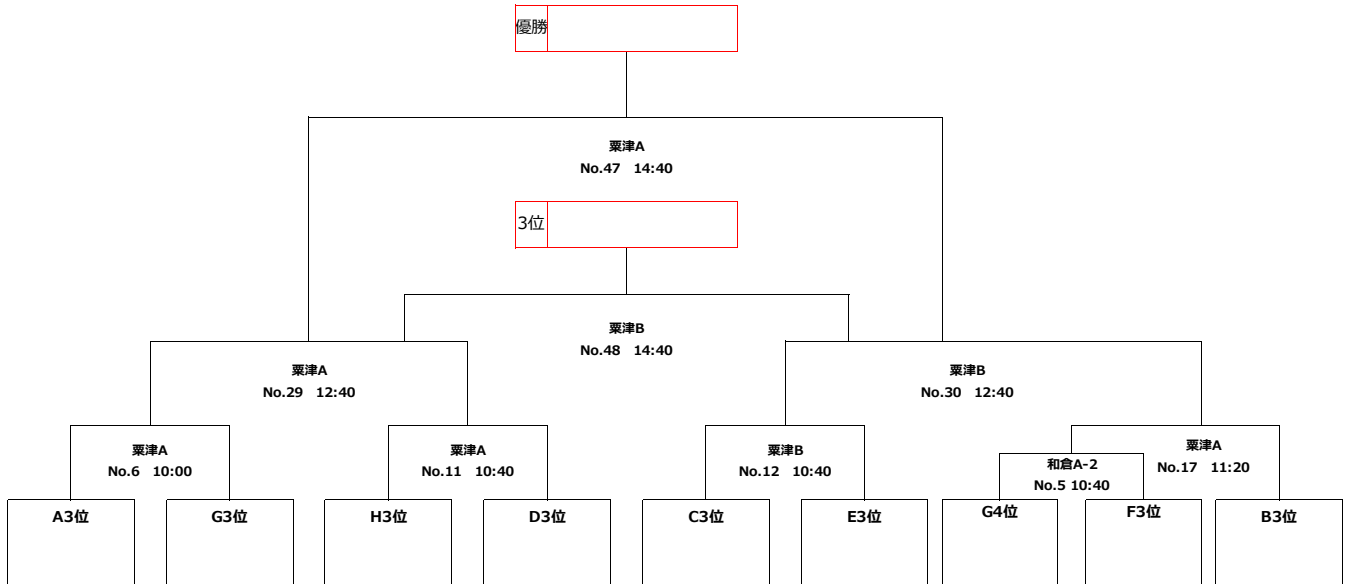 優勝
粟津A
No.47 14:40
3位
粟津B
No.48 14:40
粟津A
No.29 12:40
粟津B
No.30 12:40
粟津A
No.6 10:00
粟津A
No.11 10:40
粟津B
No.12 10:40
和倉A-2
No.5 10:40
粟津A
No.17 11:20
A3位
G3位
H3位
D3位
C3位
E3位
G4位
F3位
B3位